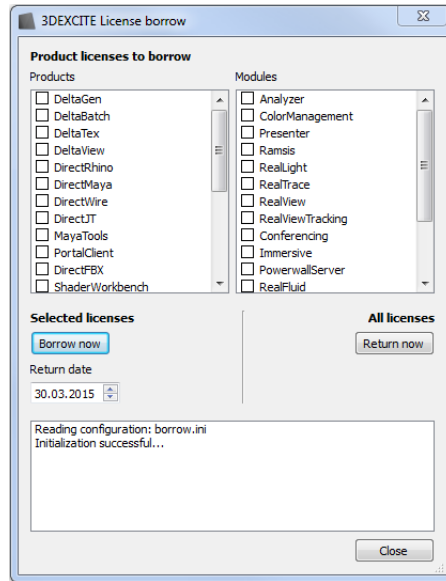 3DEXCITE License borrow
Product licenses to borrow
Products
DeltaGen
DeltaBatch
DeltaTex
DeltaView
DirectRhino
DirectMaya
DirectWire
DirectJT
MayaTools
PortalClient
DirectFBX
ShaderWorkbench
Modules
Analyzer
ColorManagement
Presenter
Ramsis
RealLight
RealTrace
RealView
RealViewTracking
Conferencing
Immersive
PowerwallServer
RealFluid
Selected licenses
Borrow now
Return date
30.03.2015
All licenses
Return now
Reading configuration: borrow.ini
Initialization successful...
Close